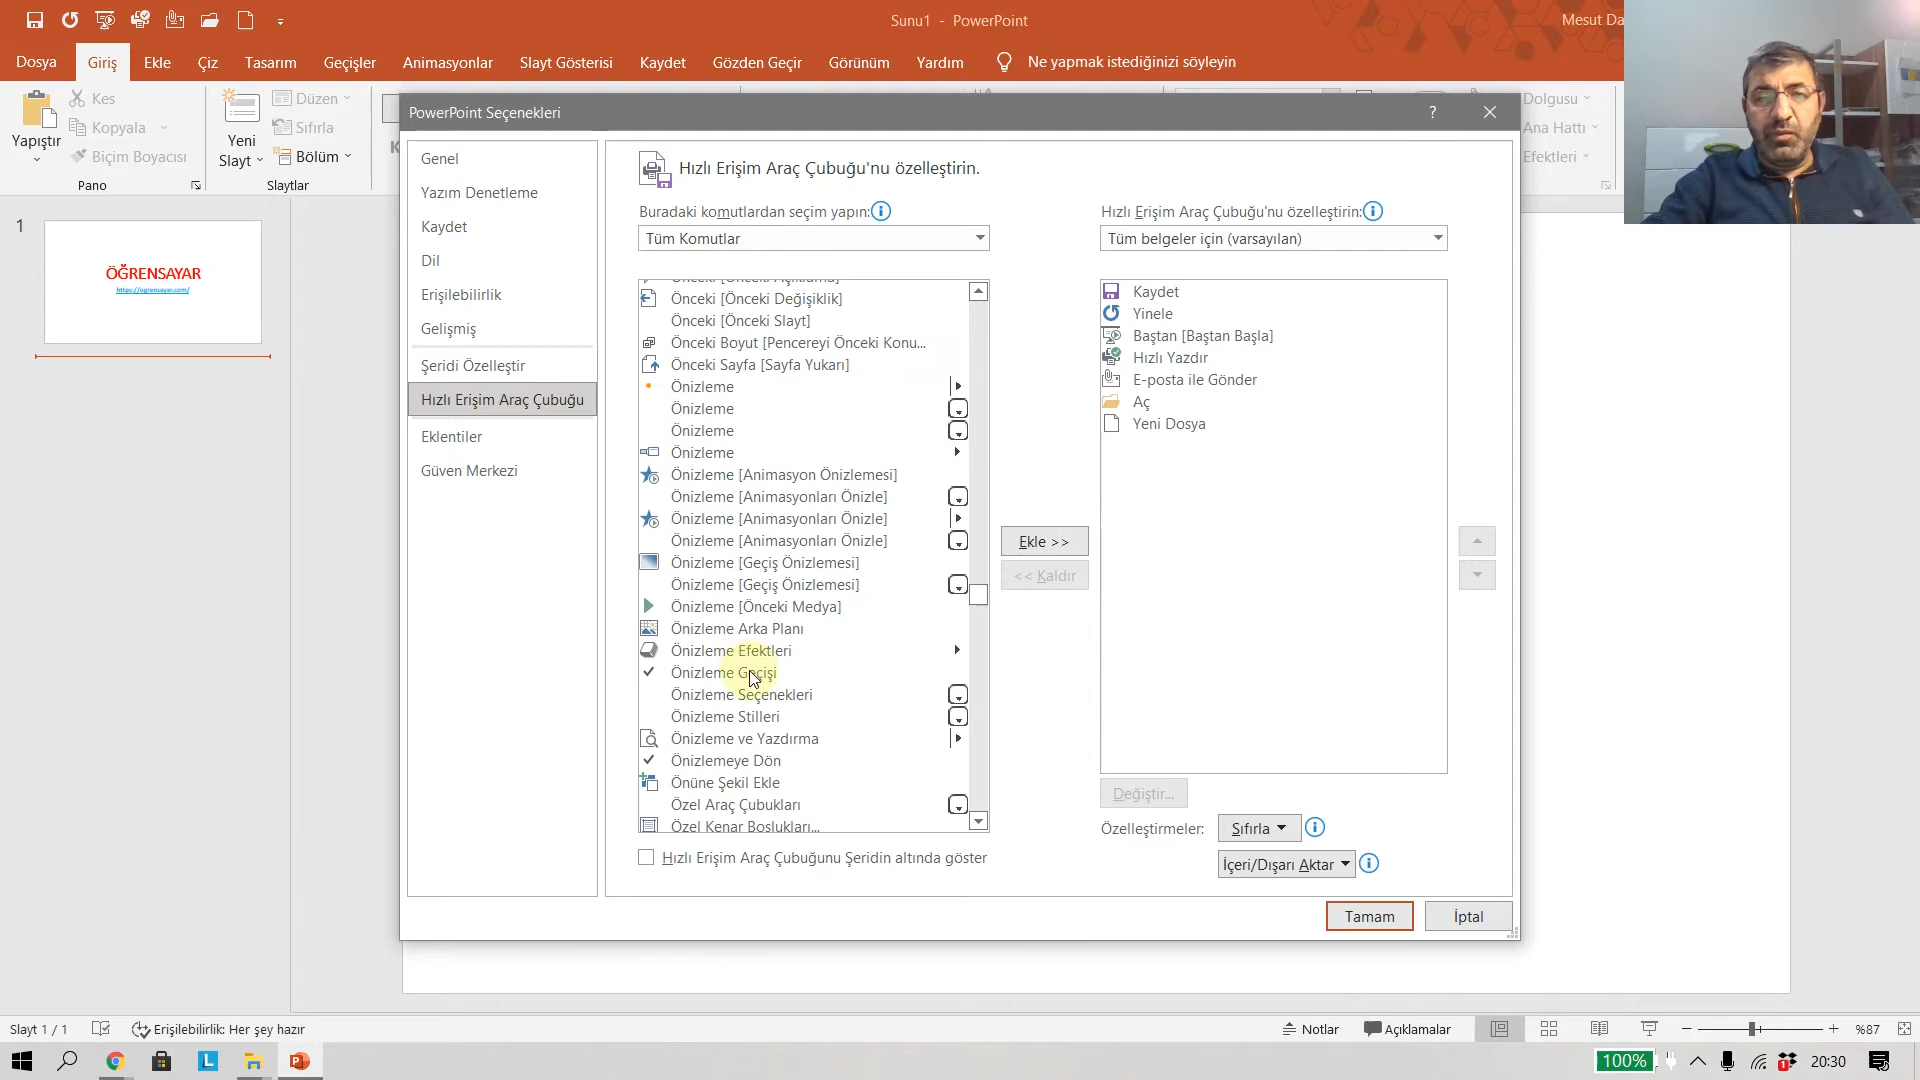 Sunu1 - PowerPoint
Mesut Da
Dosya
Giriş
Ekle
Çiz
Tasarım
Geçişler
Animasyonlar
Slayt Gösterisi
Kaydet
Gözden Geçir
Görünüm
Yardım
Ne yapmak istediğinizi söyleyin
Yapıştır
Kes
Kopyala
Biçim Boyacısı
Pano
Yeni
Slayt
Düzen
Sıfırla
Bölüm
Slaytlar
K
Dolgusu
Ana Hattı
Efektleri
1
ÖĞRENSAYAR
https://ogrensayar.com/
PowerPoint Seçenekleri
?
Genel
Yazım Denetleme
Kaydet
Dil
Erişilebilirlik
Gelişmiş
Şeridi Özelleştir
Hızlı Erişim Araç Çubuğu
Eklentiler
Güven Merkezi
Hızlı Erişim Araç Çubuğu'nu özelleştirin.
Buradaki komutlardan seçim yapın:
Tüm Komutlar
Önceki [Önceki Değişiklik]
Önceki [Önceki Slayt]
Önceki Boyut [Pencereyi Önceki Konu...
Önceki Sayfa [Sayfa Yukarı]
Önizleme
Önizleme
Önizleme
Önizleme
Önizleme [Animasyon Önizlemesi]
Önizleme [Animasyonları Önizle]
Önizleme [Animasyonları Önizle]
Önizleme [Animasyonları Önizle]
Önizleme [Geçiş Önizlemesi]
Önizleme [Geçiş Önizlemesi]
Önizleme [Önceki Medya]
Önizleme Arka Planı
Önizleme Efektleri
Önizleme Geçişi
Önizleme Seçenekleri
Önizleme Stilleri
Önizleme ve Yazdırma
Önizlemeye Dön
Önüne Şekil Ekle
Özel Araç Çubukları
Özel Kenar Boşlukları...
Hızlı Erişim Araç Çubuğunu Şeridin altında göster
Ekle >>
<< Kaldır
Hızlı Erişim Araç Çubuğu'nu özelleştirin:
Tüm belgeler için (varsayılan)
Kaydet
Yinele
Baştan [Baştan Başla]
Hızlı Yazdır
E-posta ile Gönder
Aç
Yeni Dosya
Değiştir...
Özelleştirmeler:
Sıfırla
İçeri/Dışarı Aktar
Tamam
İptal
Slayt 1 / 1
Erişilebilirlik: Her şey hazır
Notlar
Açıklamalar
%87
100%
20:30